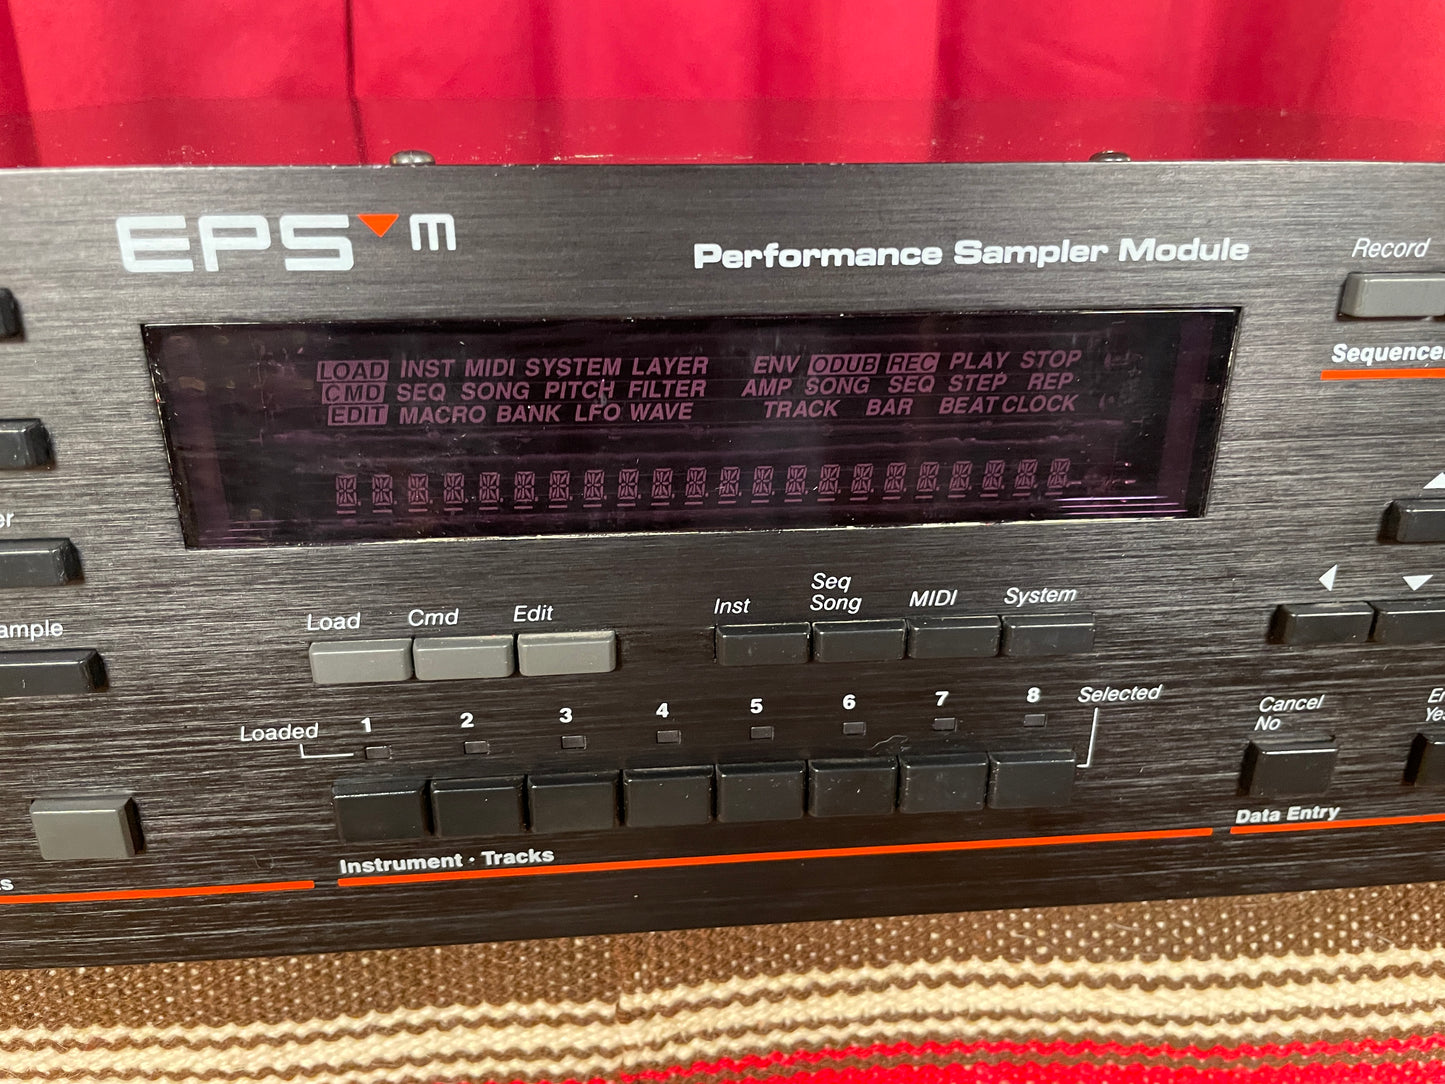 EPS m
Performance Sampler Module
Record
Sequencer
LOAD INST MIDI SYSTEM LAYER ENV ODUB REC PLAY STOP
CMD SEQ SONG PITCH FILTER AMP SONG SEQ STEP REP
EDIT MACRO BANK LFO WAVE TRACK BAR BEAT CLOCK
er
ample
Load Cmd Edit
Inst
Seq
Song
MIDI
System
Loaded
1 2 3 4 5 6 7 8
Selected
Cancel
No
En
Yes
Data Entry
Instrument · Tracks
s